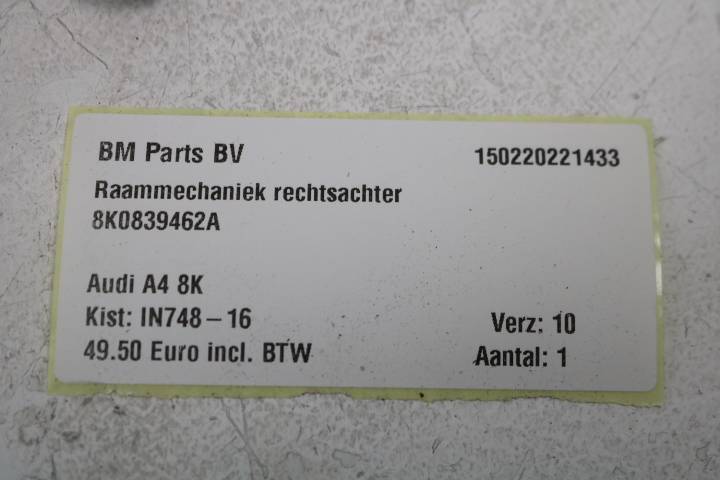 BM Parts BV 150220221433
Raammechaniek rechtsachter
8K0839462A
Audi A4 8K
Kist: IN748-16 Verz: 10
49.50 Euro incl. BTW Aantal: 1